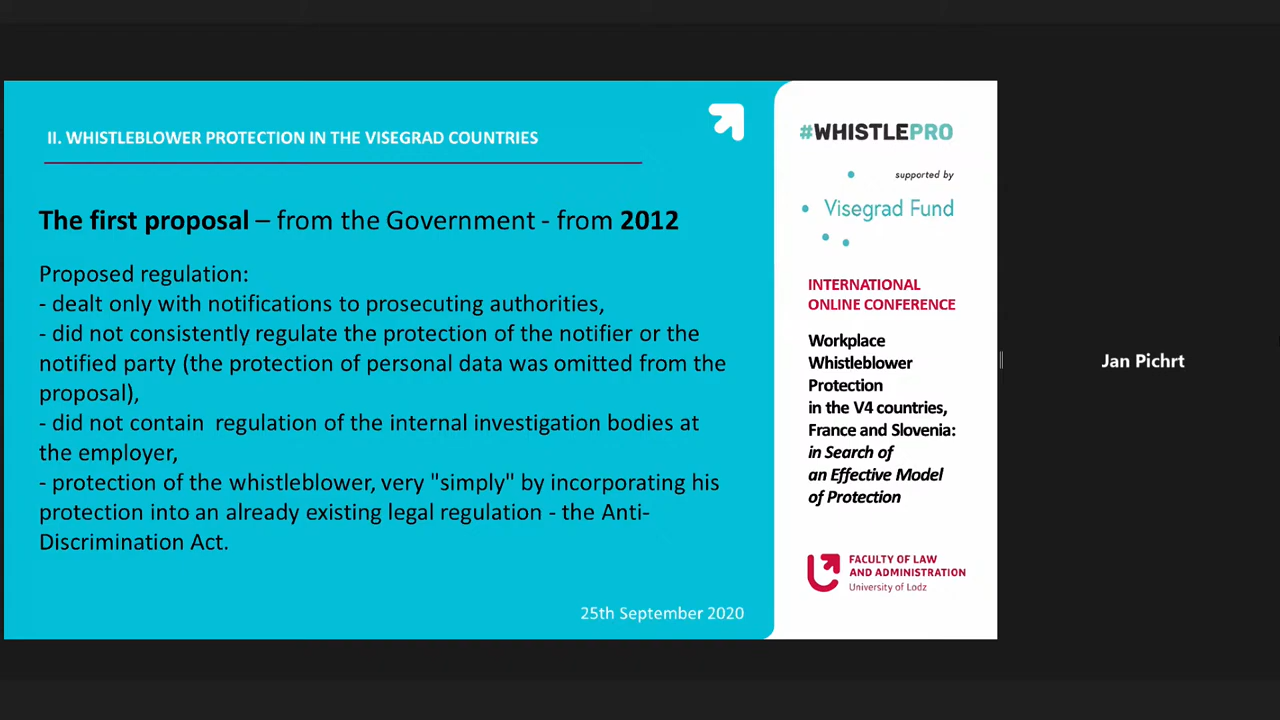 II. WHISTLEBLOWER PROTECTION IN THE VISEGRAD COUNTRIES
The first proposal – from the Government - from 2012
Proposed regulation:
- dealt only with notifications to prosecuting authorities,
- did not consistently regulate the protection of the notifier or the
notified party (the protection of personal data was omitted from the
proposal),
- did not contain  regulation of the internal investigation bodies at
the employer,
- protection of the whistleblower, very "simply" by incorporating his
protection into an already existing legal regulation - the Anti-
Discrimination Act.
25th September 2020
#WHISTLEPRO
supported by
Visegrad Fund
INTERNATIONAL
ONLINE CONFERENCE
Workplace
Whistleblower
Protection
in the V4 countries,
France and Slovenia:
in Search of
an Effective Model
of Protection
FACULTY OF LAW
AND ADMINISTRATION
University of Lodz
Jan Pichrt